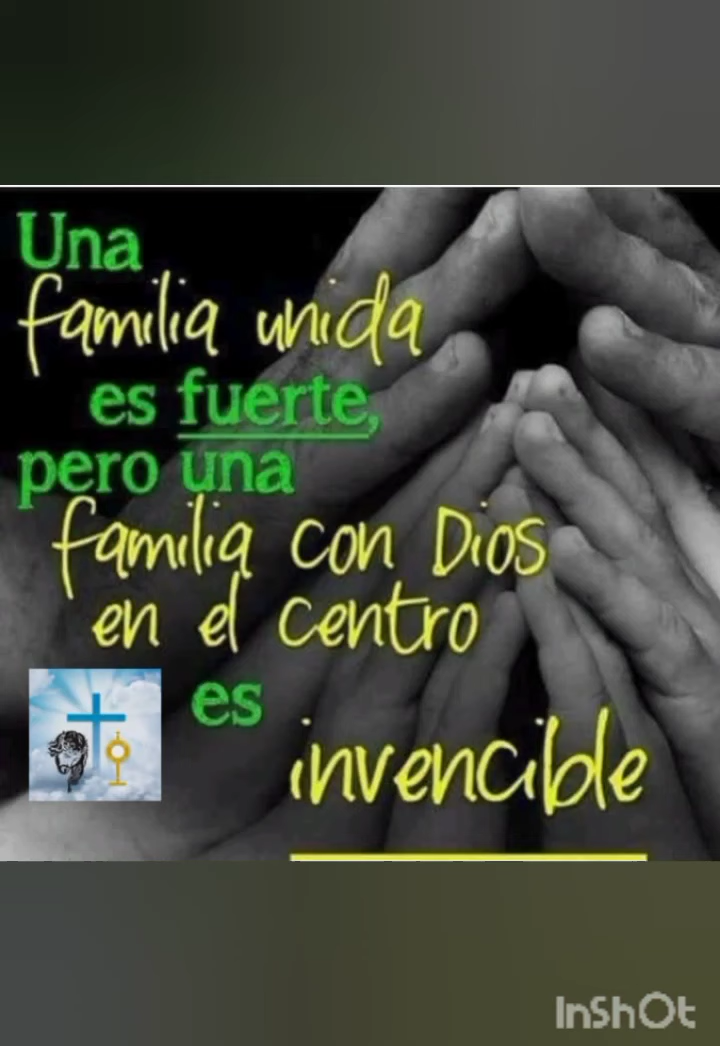 Una
familia unida
es fuerte,
pero una
familia con Dios
en el centro
es
invencible
InShOt